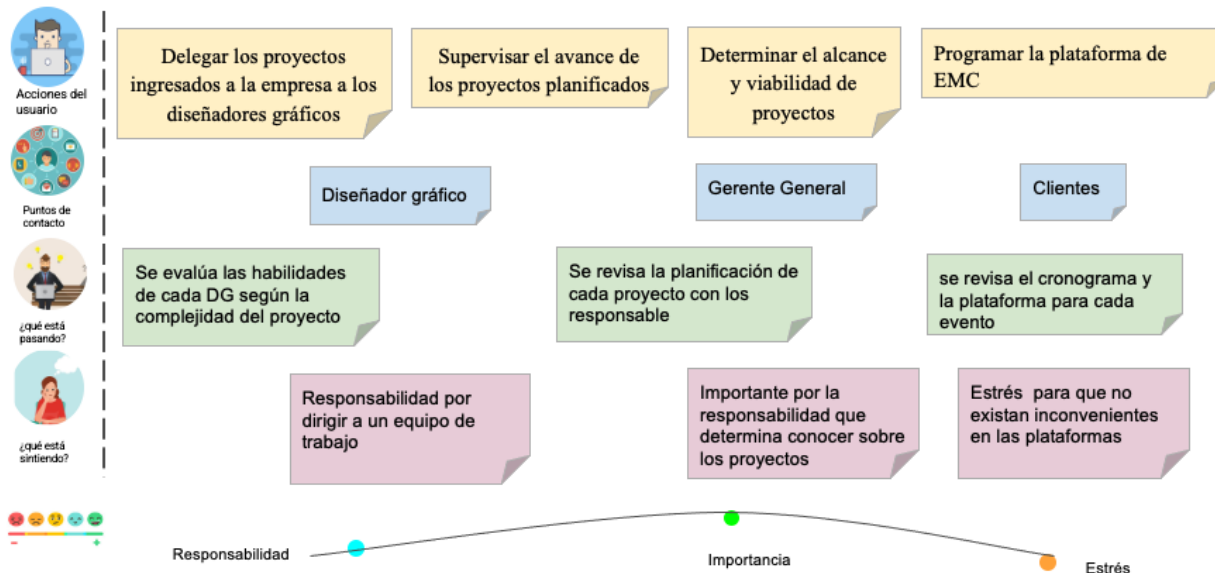 Acciones del
usuario
Delegar los proyectos
ingresados a la empresa a los
diseñadores gráficos
Supervisar el avance de
los proyectos planificados
Determinar el alcance
y viabilidad de
proyectos
Programar la plataforma de
EMC
Puntos de
contacto
Diseñador gráfico
Gerente General
Clientes
¿qué está
pasando?
Se evalúa las habilidades
de cada DG según la
complejidad del proyecto
Se revisa la planificación de
cada proyecto con los
responsable
se revisa el cronograma y
la plataforma para cada
evento
¿qué está
sintiendo?
Responsabilidad por
dirigir a un equipo de
trabajo
Importante por la
responsabilidad que
determina conocer sobre
los proyectos
Estrés para que no
existan inconvenientes
en las plataformas
- +
Responsabilidad
Importancia
Estrés